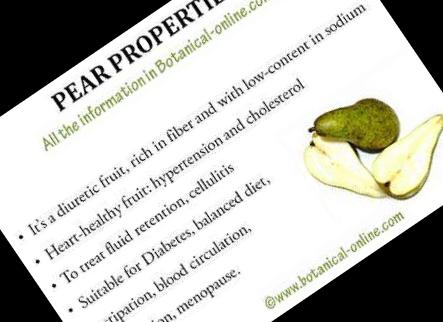 PEAR PROPERTIE
All the information in Botanical-online.com
• It's a diuretic fruit, rich in fiber and with low-content in sodium
• Heart-healthy fruit: hypertension and cholesterol
• To treat fluid retention, cellulitis
• Suitable for Diabetes, balanced diet,
tipation, blood circulation,
on, menopause.
©www.botanical-online.com